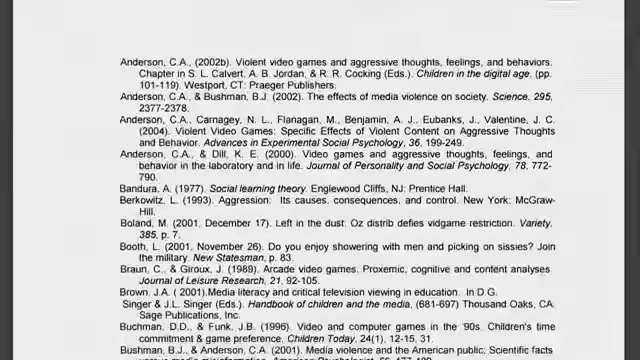 Anderson, C.A., (2002b). Violent video games and aggressive thoughts, feelings, and behaviors.
Chapter in S. L. Calvert, A. B. Jordan, & R. R. Cocking (Eds.). Children in the digital age, (pp.
101-119). Westport, CT: Praeger Publishers.
Anderson, C.A., & Bushman, B.J. (2002). The effects of media violence on society. Science, 295,
2377-2378.
Anderson, C.A., Carnagey, N. L., Flanagan, M., Benjamin, A. J., Eubanks, J., Valentine, J. C.
(2004). Violent Video Games: Specific Effects of Violent Content on Aggressive Thoughts
and Behavior. Advances in Experimental Social Psychology, 36, 199-249.
Anderson, C.A., & Dill, K. E. (2000). Video games and aggressive thoughts, feelings, and
behavior in the laboratory and in life. Journal of Personality and Social Psychology, 78, 772-
790.
Bandura, A. (1977). Social learning theory. Englewood Cliffs, NJ: Prentice Hall.
Berkowitz, L. (1993). Aggression: Its causes, consequences, and control. New York: McGraw-
Hill.
Boland, M. (2001, December 17). Left in the dust. Oz distrib defies vidgame restriction. Variety,
385, p. 7.
Booth, L. (2001, November 26). Do you enjoy showering with men and picking on sissies? Join
the military. New Statesman, p. 83.
Braun, C., & Giroux, J. (1989). Arcade video games. Proxemic, cognitive and content analyses.
Journal of Leisure Research, 21, 92-105.
Brown, J.A. ( 2001).Media literacy and critical television viewing in education. In D G.
Singer & J.L. Singer (Eds.). Handbook of children and the media, (681-697) Thousand Oaks, CA.
Sage Publications, Inc.
Buchman, D.D., & Funk, J.B. (1996). Video and computer games in the '90s. Children's time
commitment & game preference. Children Today, 24(1), 12-15, 31.
Bushman, B.J., & Anderson, C.A. (2001). Media violence and the American public: Scientific facts
versus media misinformation. American Psychologist, 56, 477-489.